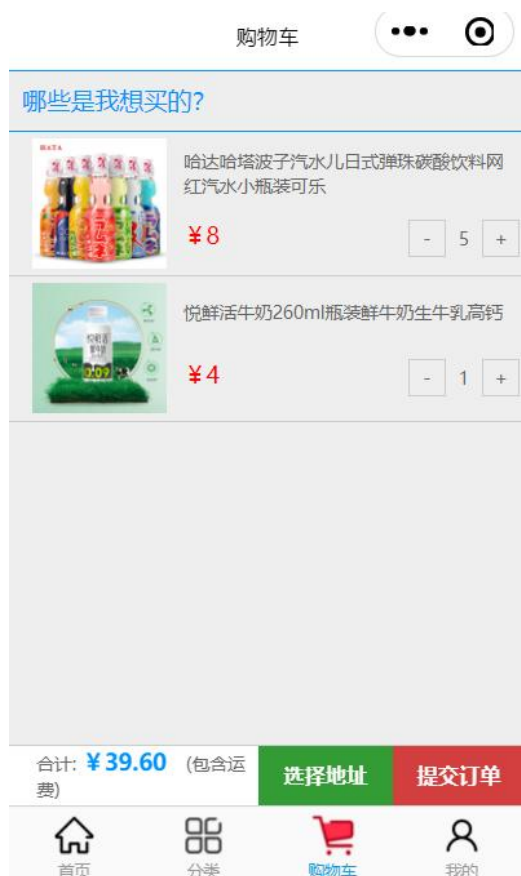 购物车
哪些是我想买的?
哈达哈塔波子汽水儿日式弹珠碳酸饮料网
红汽水小瓶装可乐
¥8
- 5 +
悦鲜活牛奶260ml瓶装鲜牛奶生牛乳高钙
¥4
- 1 +
合计: ¥39.60 (包含运
费)
选择地址
提交订单
首页
分类
购物车
我的